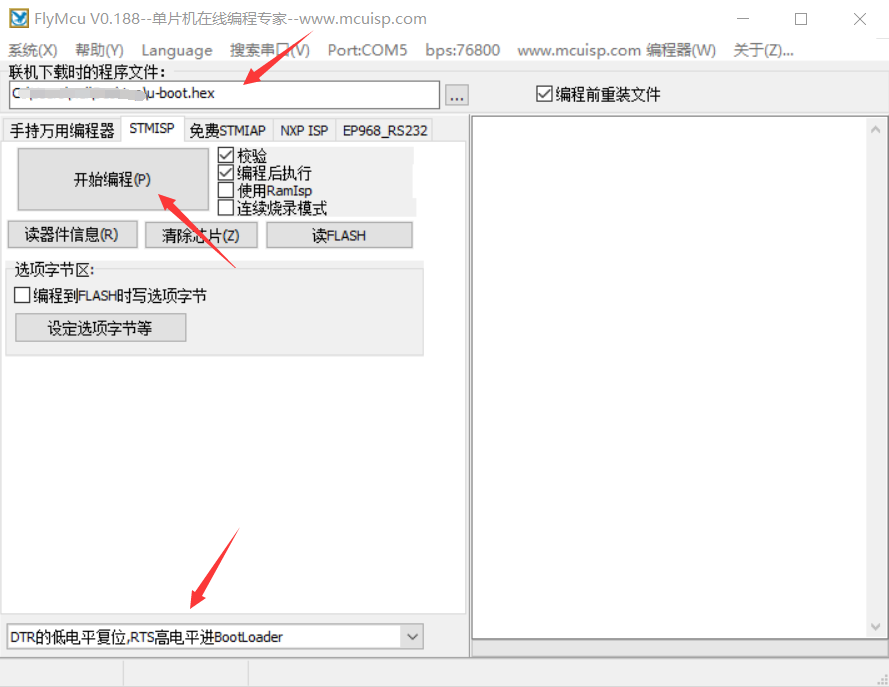 FlyMcu V0.188--单片机在线编程专家--www.mcuisp.com
系统(X) 帮助(Y) Language 搜索串口(V) Port:COM5 bps:76800 www.mcuisp.com 编程器(W) 关于(Z)...
联机下载时的程序文件：
\u-boot.hex ... 编程前重装文件
手持万用编程器 STMISP 免费STMIAP NXP ISP EP968_RS232
开始编程(P)
校验
编程后执行
使用RamIsp
连续烧录模式
读器件信息(R) 清除芯片(Z) 读FLASH
选项字节区:
编程到FLASH时写选项字节
设定选项字节等
DTR的低电平复位,RTS高电平进BootLoader